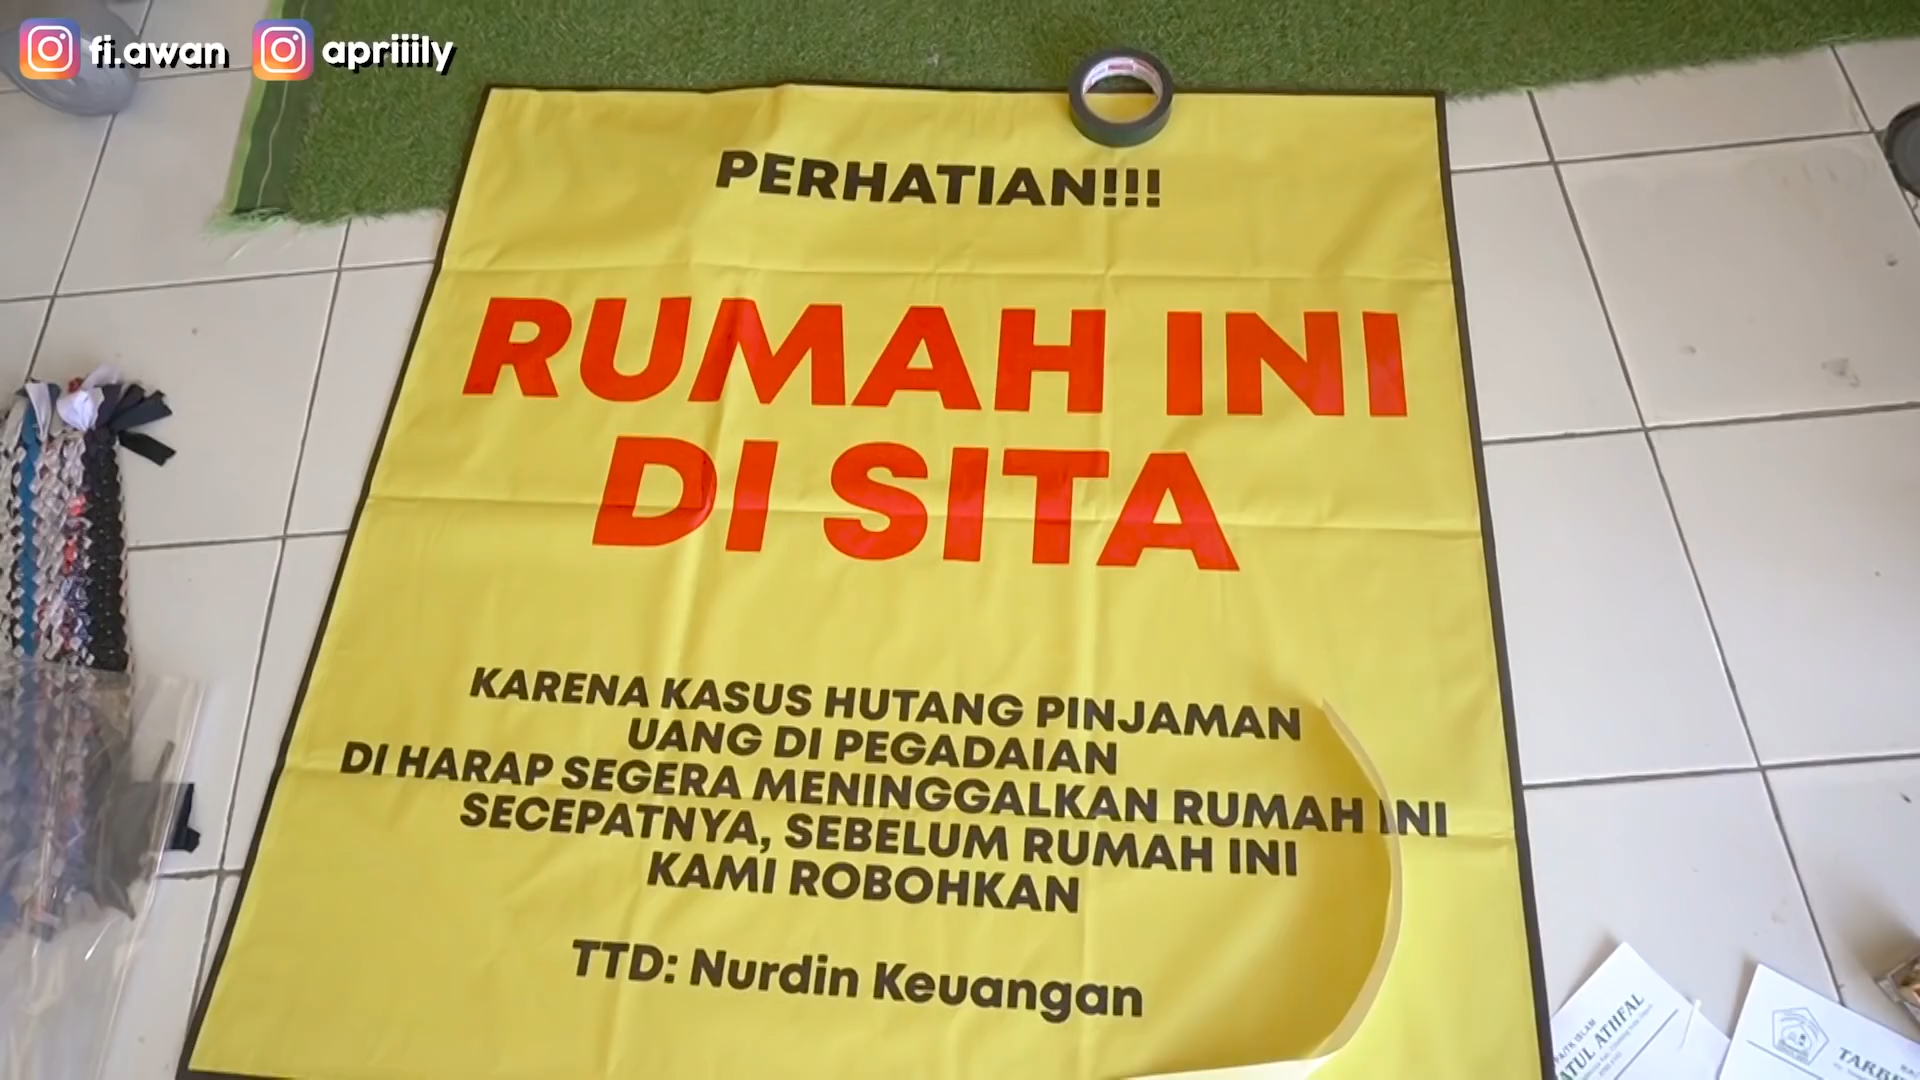 fi.awan
apriiily
PERHATIAN!!!
RUMAH INI
DI SITA
KARENA KASUS HUTANG PINJAMAN
UANG DI PEGADAIAN
DI HARAP SEGERA MENINGGALKAN RUMAH INI
SECEPATNYA, SEBELUM RUMAH INI
KAMI ROBOHKAN
TTD: Nurdin Keuangan
ISLAM
ATUL ATHFAL